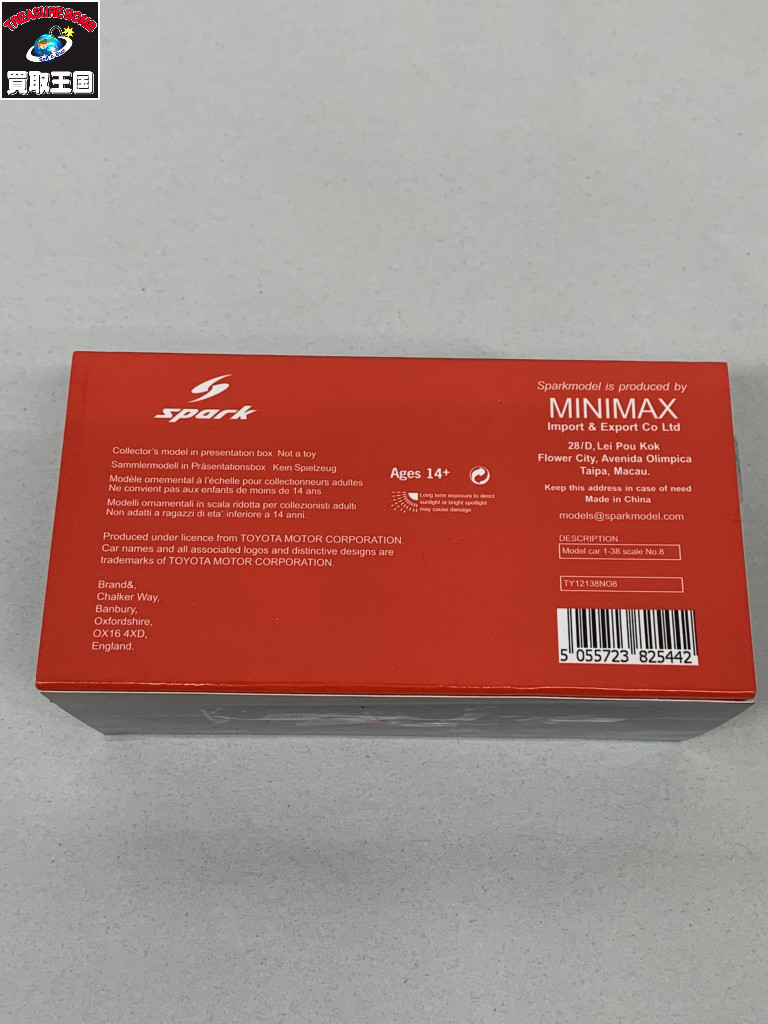 TREASURE BOMB
買取王国
spark
Collector's model in presentation box Not a toy
Sammlermodell in Präsentationsbox Kein Spielzeug
Modèle ornemental à l'échelle pour collectionneurs adultes
Ne convient pas aux enfants de moins de 14 ans
Modelli ornamentali in scala ridotta per collezionisti adulti
Non adatti a ragazzi di eta' inferiore a 14 anni.
Ages 14+
Long term exposure to direct
sunlight or bright spotlight
may cause damage
Produced under licence from TOYOTA MOTOR CORPORATION.
Car names and all associated logos and distinctive designs are
trademarks of TOYOTA MOTOR CORPORATION.
Brand&,
Chalker Way,
Banbury,
Oxfordshire,
OX16 4XD,
England.
Sparkmodel is produced by
MINIMAX
Import & Export Co Ltd
28/D, Lei Pou Kok
Flower City, Avenida Olimpica
Taipa, Macau.
Keep this address in case of need
Made in China
models@sparkmodel.com
DESCRIPTION
Model car 1-38 scale No.8
TY12138NO8
5 055723 825442